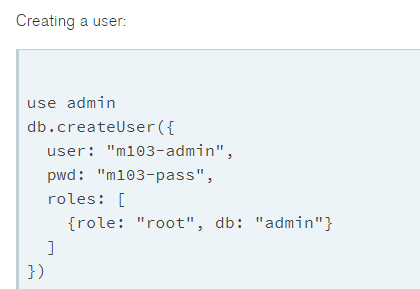 Creating a user:
use admin
db.createUser({
  user: "m103-admin",
  pwd: "m103-pass",
  roles: [
    {role: "root", db: "admin"}
  ]
})